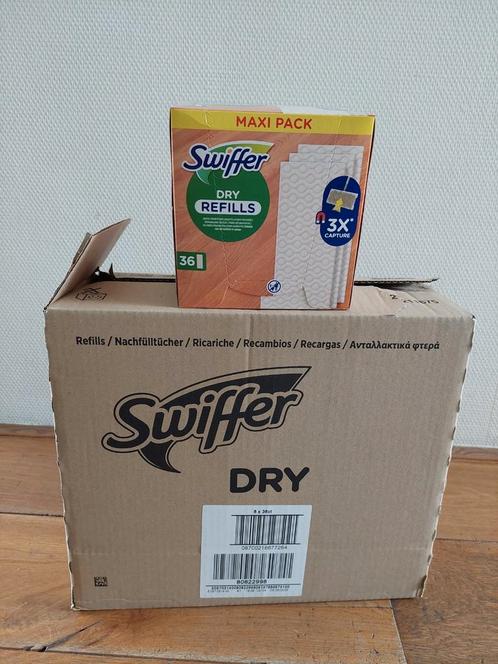 MAXI PACK
Swiffer
DRY
REFILLS
3X*
CAPTURE
36
Refills / Nachfülltücher / Ricariche / Recambios / Recargas / Ανταλλακτικά φτερά
Swiffer
DRY
8 x 36ct
08700216677264
80822998